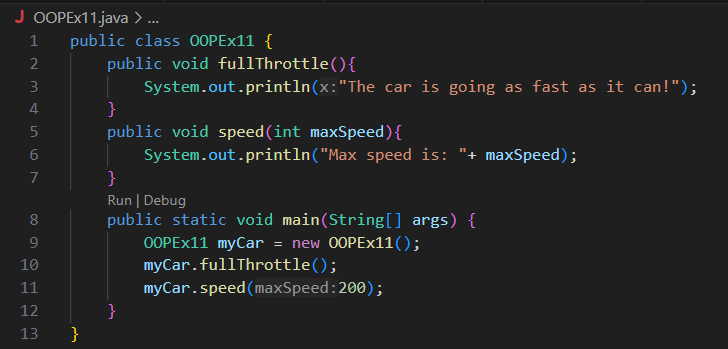 J OOPEx11.java > ...
1 public class OOPEx11 {
2     public void fullThrottle(){
3         System.out.println(x:"The car is going as fast as it can!");
4     }
5     public void speed(int maxSpeed){
6         System.out.println("Max speed is: "+ maxSpeed);
7     }
Run | Debug
8     public static void main(String[] args) {
9         OOPEx11 myCar = new OOPEx11();
10         myCar.fullThrottle();
11         myCar.speed(maxSpeed:200);
12     }
13 }